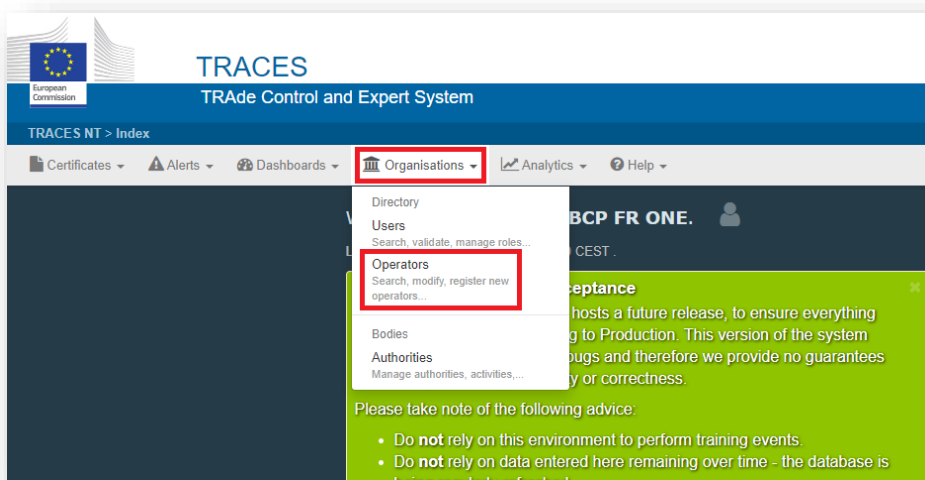 European
Commission
TRACES
TRAde Control and Expert System
TRACES NT > Index
Certificates Alerts Dashboards Organisations Analytics Help
Directory
Users
Search, validate, manage roles...
Operators
Search, modify, register new
operators...
Bodies
Authorities
Manage authorities, activities,...
BCP FR ONE.
CEST .
hosts a future release, to ensure everything
to Production. This version of the system
and therefore we provide no guarantees
or correctness.
Please take note of the following advice:
• Do not rely on this environment to perform training events.
• Do not rely on data entered here remaining over time - the database is